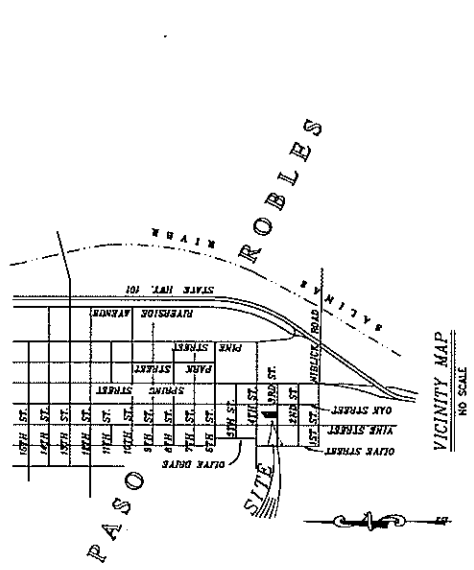 PASO ROBLES
SALINAS RIVER
STATE HWY. 101
RIVERSIDE AVENUE
PINE STREET
PARK STREET
SPRING STREET
OAK STREET
VINE STREET
OLIVE STREET
OLIVE DRIVE
15TH ST.
14TH ST.
13TH ST.
12TH ST.
11TH ST.
10TH ST.
9TH ST.
8TH ST.
7TH ST.
6TH ST.
5TH ST.
4TH ST.
3RD ST.
2ND ST.
1ST ST.
NIBLICK ROAD
SITE
VICINITY MAP
NO SCALE